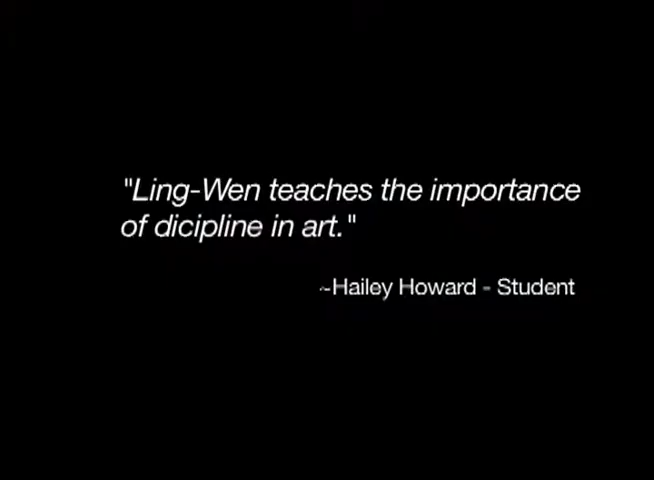 "Ling-Wen teaches the importance
of dicipline in art."
~Hailey Howard - Student